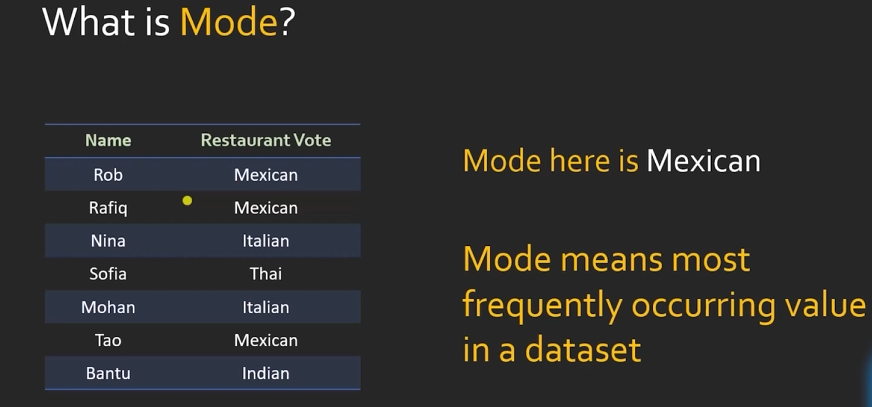 What is Mode?
Name Restaurant Vote
Rob Mexican
Rafiq Mexican
Nina Italian
Sofia Thai
Mohan Italian
Tao Mexican
Bantu Indian
Mode here is Mexican
Mode means most
frequently occurring value
in a dataset